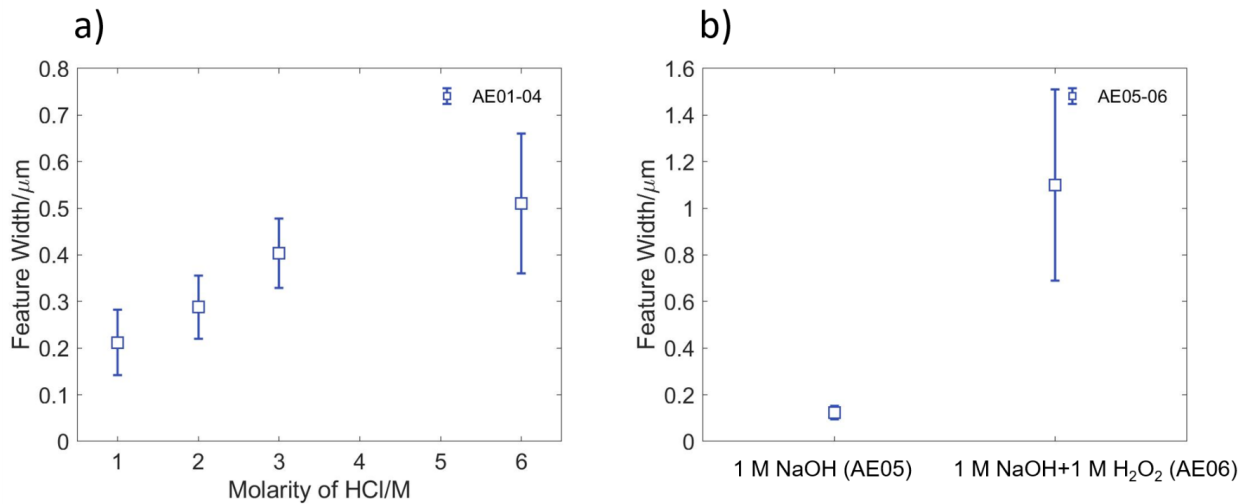 a)
Feature Width/μm
0.8
0.7
0.6
0.5
0.4
0.3
0.2
0.1
0
1
2
3
4
5
6
Molarity of HCl/M
AE01-04
b)
Feature Width/μm
1.6
1.4
1.2
1
0.8
0.6
0.4
0.2
0
1 M NaOH (AE05)
1 M NaOH+1 M H₂O₂ (AE06)
AE05-06